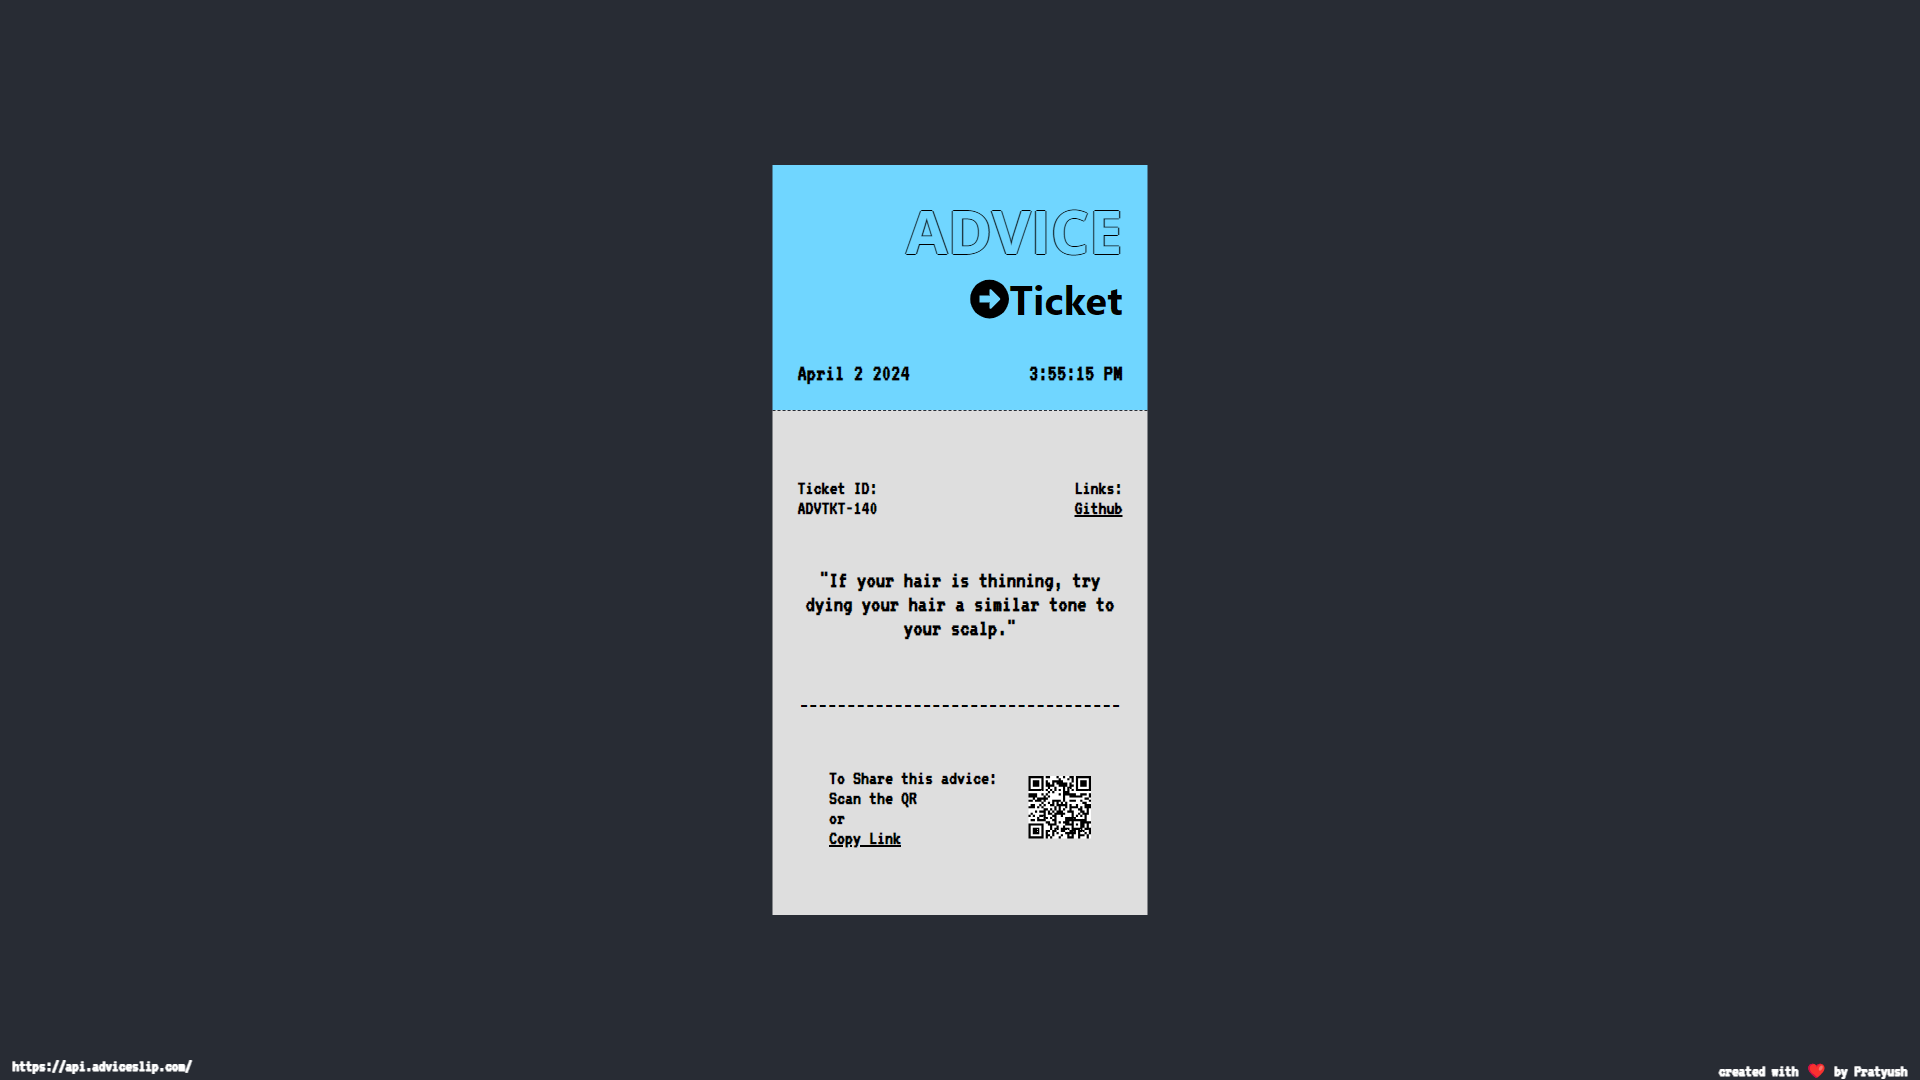 ADVICE
Ticket
April 2 2024 3:55:15 PM
Ticket ID: Links:
ADVTKT-140 Github
"If your hair is thinning, try
dying your hair a similar tone to
your scalp."
----------------------------------
To Share this advice:
Scan the QR
or
Copy Link
https://api.adviceslip.com/
created with ❤️ by Pratyush